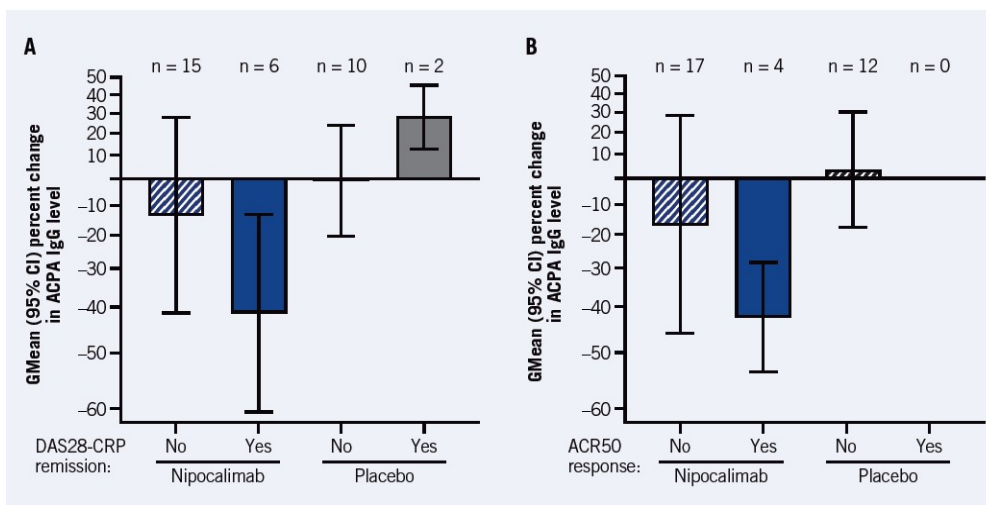 A
n = 15 n = 6 n = 10 n = 2
GMean (95% CI) percent change
in ACPA IgG level
50
40
30
20
10
–10
–20
–30
–40
–50
–60
DAS28-CRP
remission:
No Yes No Yes
Nipocalimab Placebo
B
n = 17 n = 4 n = 12 n = 0
GMean (95% CI) percent change
in ACPA IgG level
50
40
30
20
10
–10
–20
–30
–40
–50
–60
ACR50
response:
No Yes No Yes
Nipocalimab Placebo